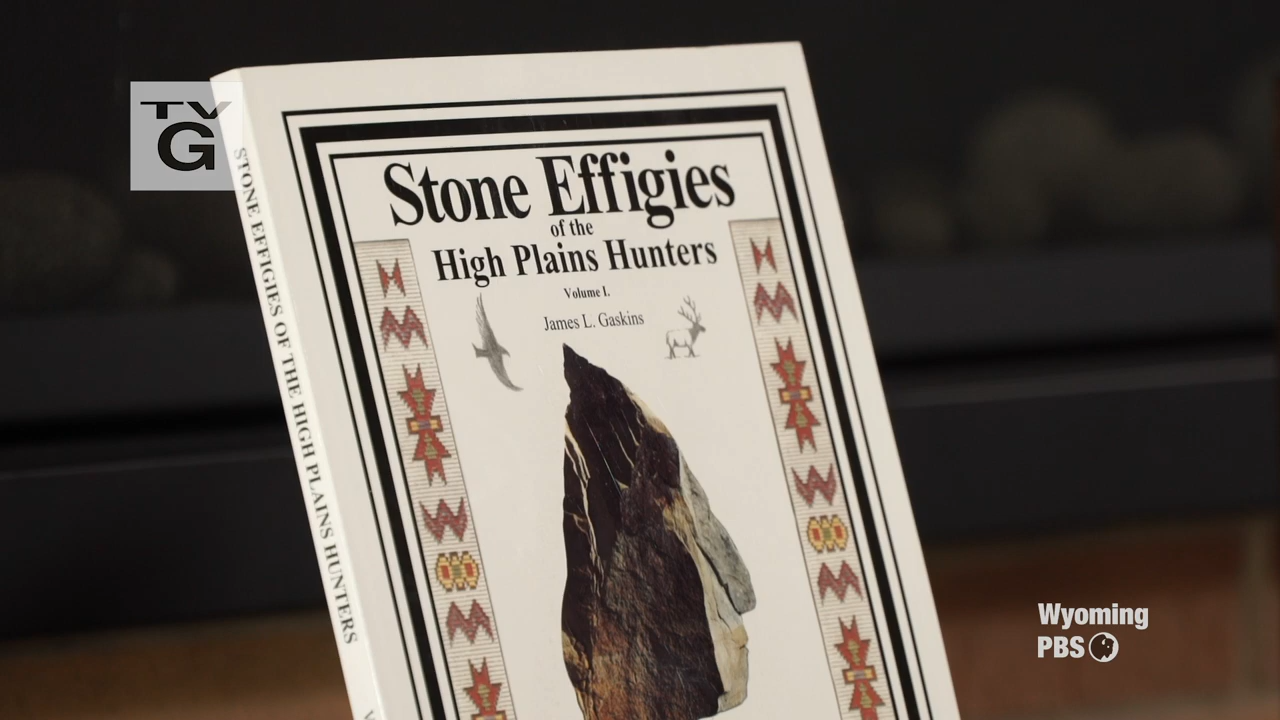 TV
G
STONE EFFIGIES OF THE HIGH PLAINS HUNTERS
V
Stone Effigies
of the
High Plains Hunters
Volume I.
James L. Gaskins
Wyoming
PBS